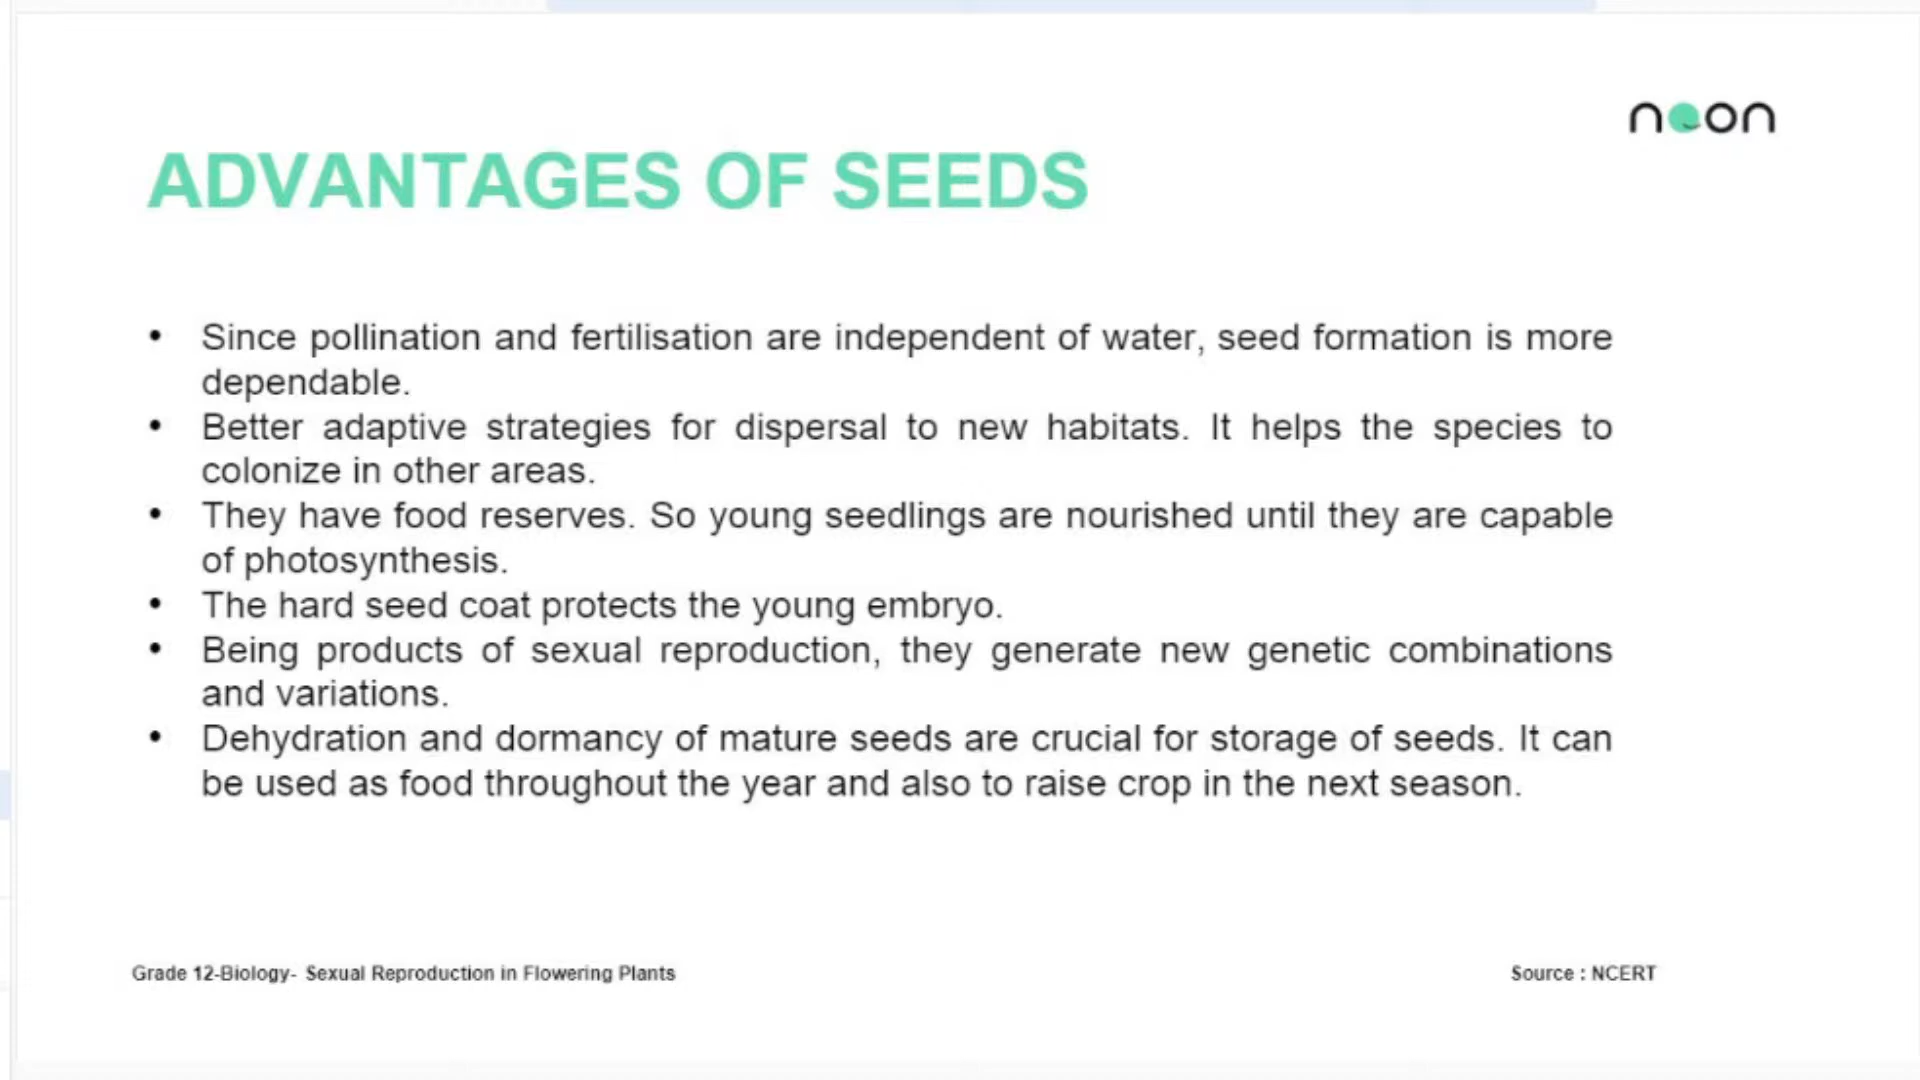 noon
ADVANTAGES OF SEEDS
• Since pollination and fertilisation are independent of water, seed formation is more
dependable.
• Better adaptive strategies for dispersal to new habitats. It helps the species to
colonize in other areas.
• They have food reserves. So young seedlings are nourished until they are capable
of photosynthesis.
• The hard seed coat protects the young embryo.
• Being products of sexual reproduction, they generate new genetic combinations
and variations.
• Dehydration and dormancy of mature seeds are crucial for storage of seeds. It can
be used as food throughout the year and also to raise crop in the next season.
Grade 12-Biology- Sexual Reproduction in Flowering Plants
Source : NCERT